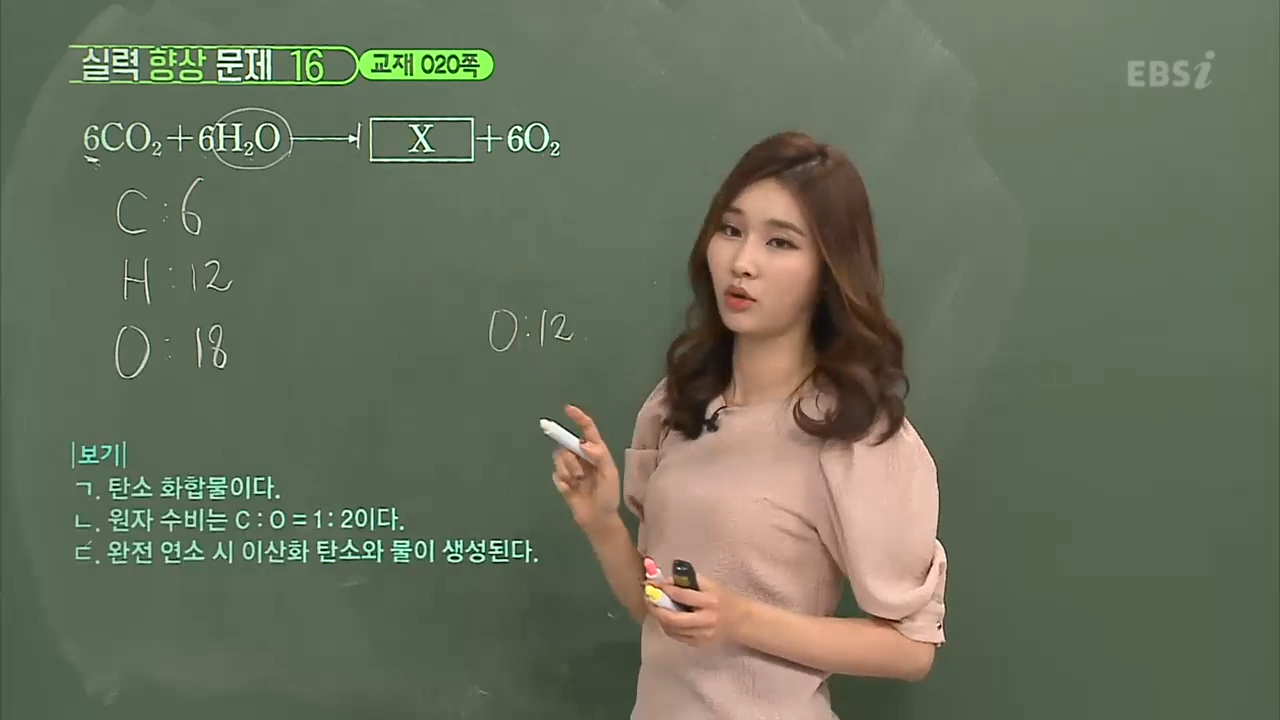 실력 향상 문제 16 교재 020쪽
EBSi
6CO₂+6H₂O → X +6O₂
C : 6
H : 12
O : 18
O : 12
|보기|
ㄱ. 탄소 화합물이다.
ㄴ. 원자 수비는 C : O = 1 : 2이다.
ㄷ. 완전 연소 시 이산화 탄소와 물이 생성된다.